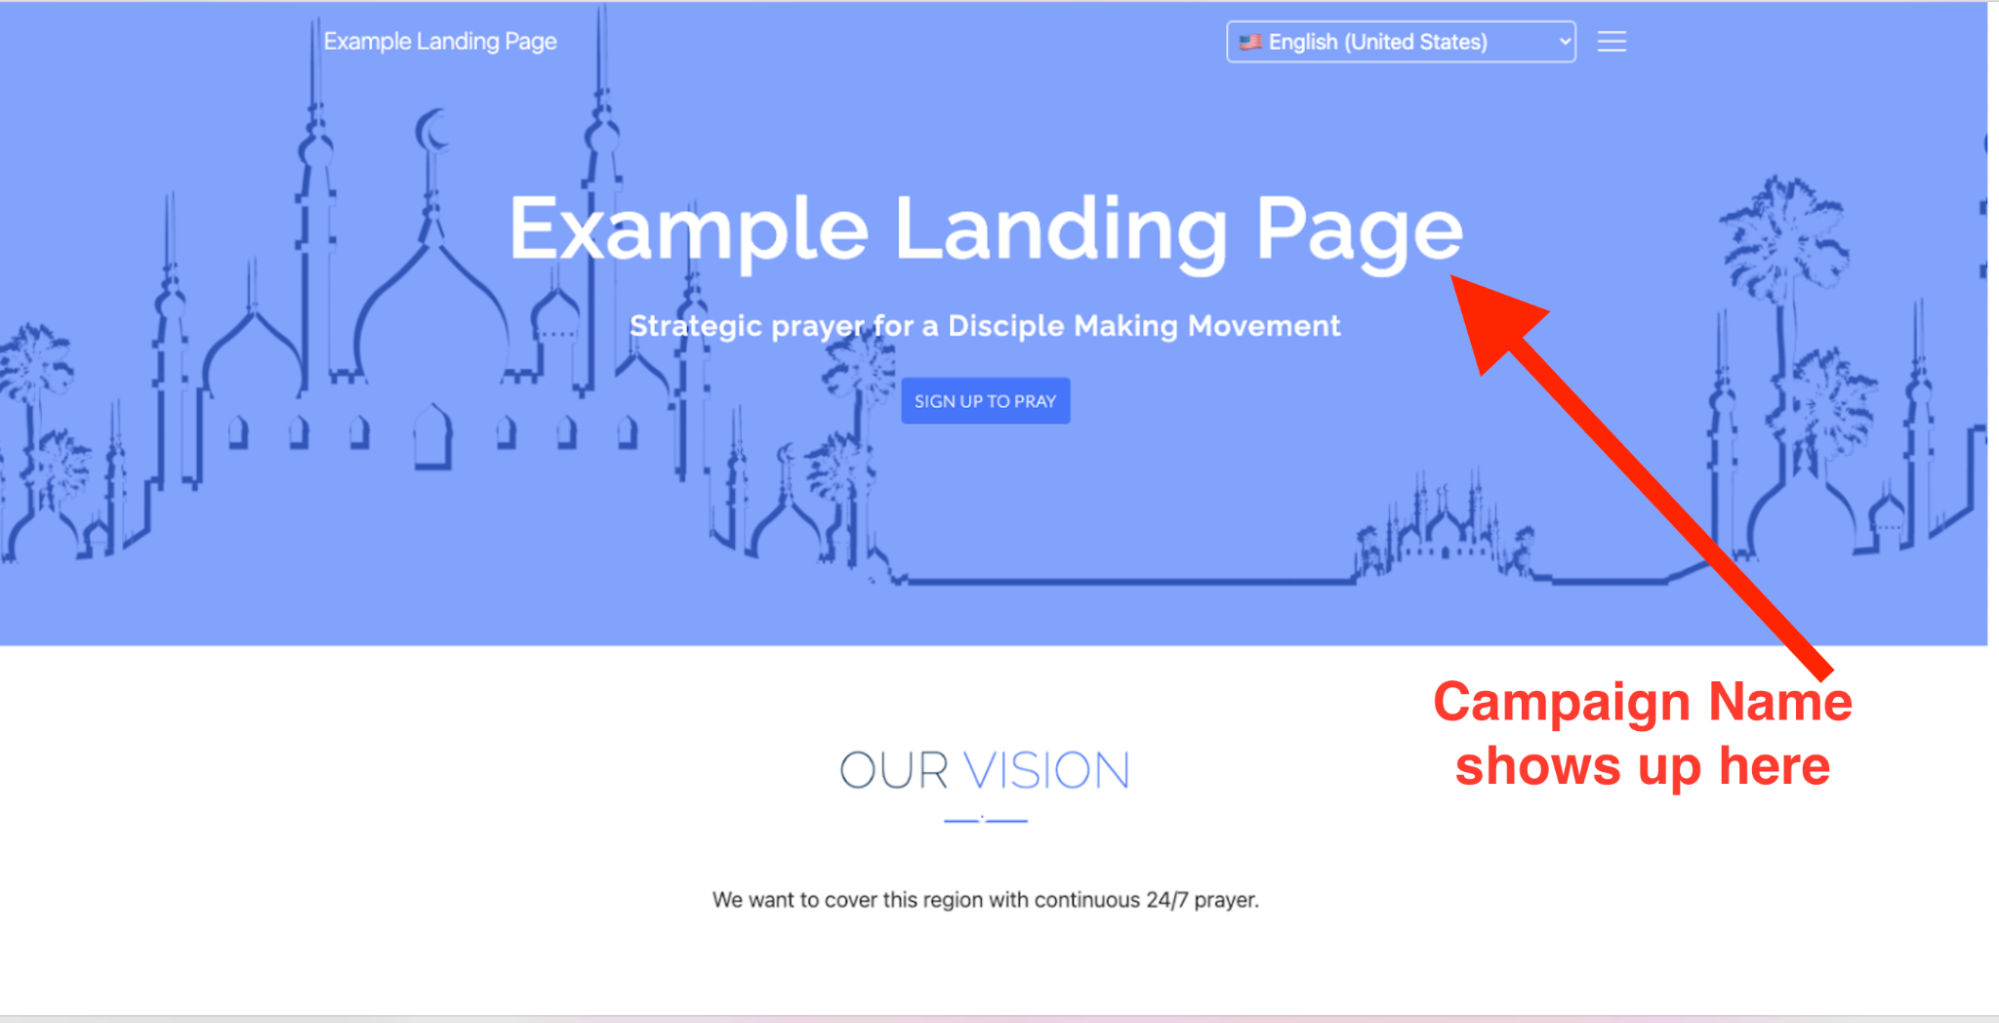 Example Landing Page
🇺🇸 English (United States)
Example Landing Page
Strategic prayer for a Disciple Making Movement
SIGN UP TO PRAY
Campaign Name
shows up here
OUR VISION
We want to cover this region with continuous 24/7 prayer.